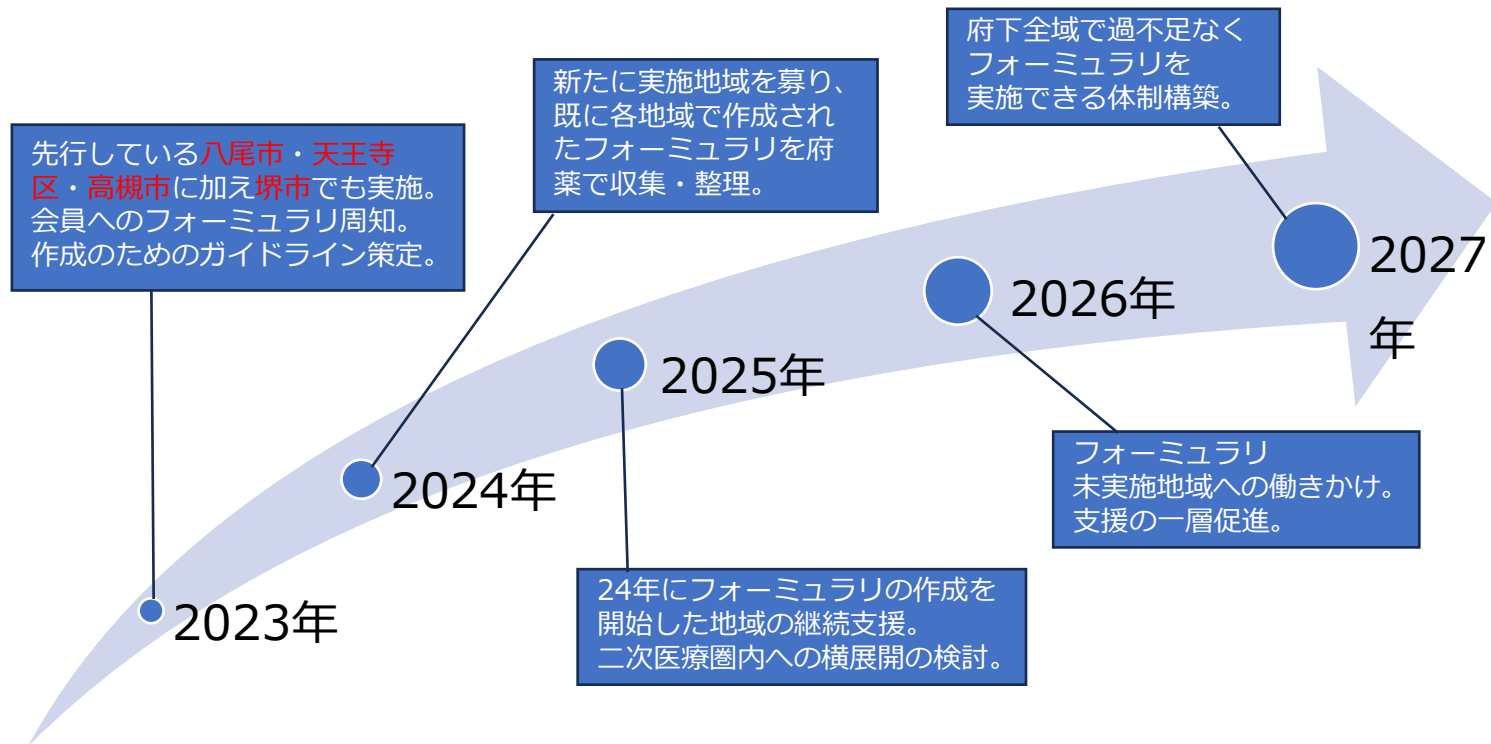 先行している八尾市・天王寺
区・高槻市に加え堺市でも実施。
会員へのフォーミュラリ周知。
作成のためのガイドライン策定。
2023年
新たに実施地域を募り、
既に各地域で作成され
たフォーミュラリを府
薬で収集・整理。
2024年
24年にフォーミュラリの作成を
開始した地域の継続支援。
二次医療圏内への横展開の検討。
2025年
フォーミュラリ
未実施地域への働きかけ。
支援の一層促進。
2026年
府下全域で過不足なく
フォーミュラリを
実施できる体制構築。
2027
年